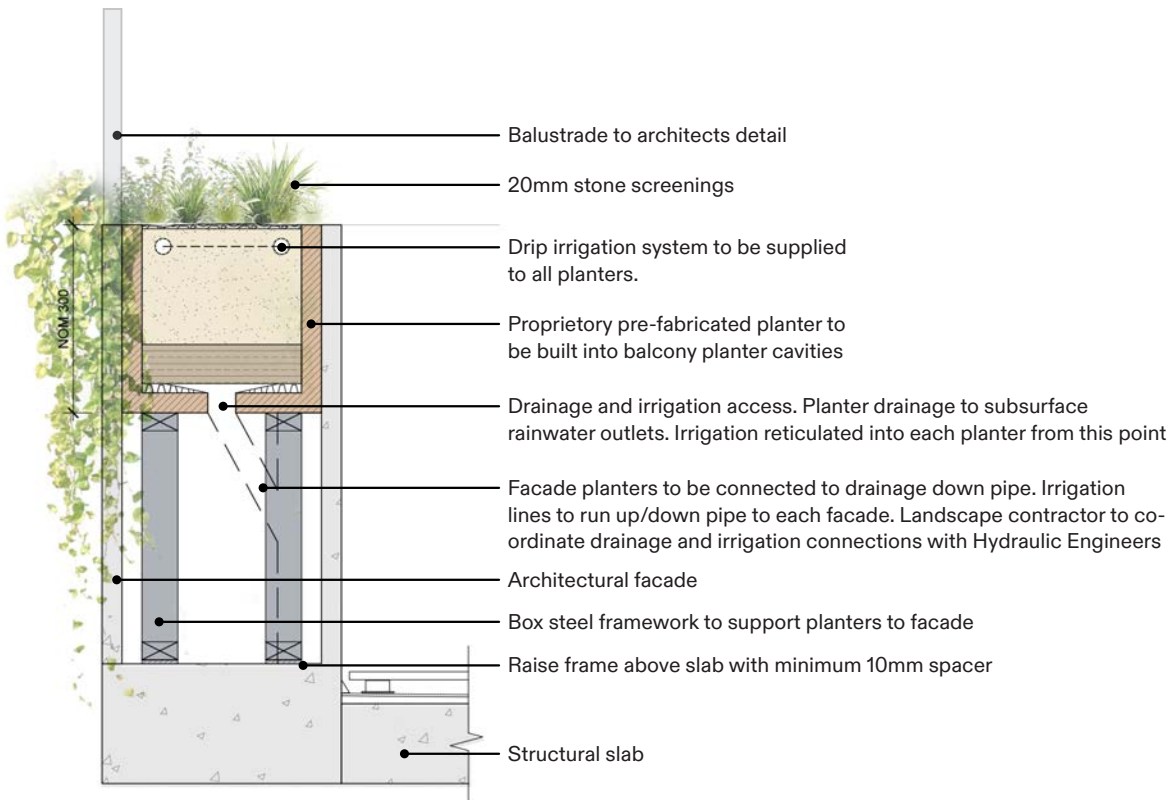 Balustrade to architects detail
20mm stone screenings
Drip irrigation system to be supplied
to all planters.
NOM 300
Proprietory pre-fabricated planter to
be built into balcony planter cavities
Drainage and irrigation access. Planter drainage to subsurface
rainwater outlets. Irrigation reticulated into each planter from this point
Facade planters to be connected to drainage down pipe. Irrigation
lines to run up/down pipe to each facade. Landscape contractor to co-
ordinate drainage and irrigation connections with Hydraulic Engineers
Architectural facade
Box steel framework to support planters to facade
Raise frame above slab with minimum 10mm spacer
Structural slab